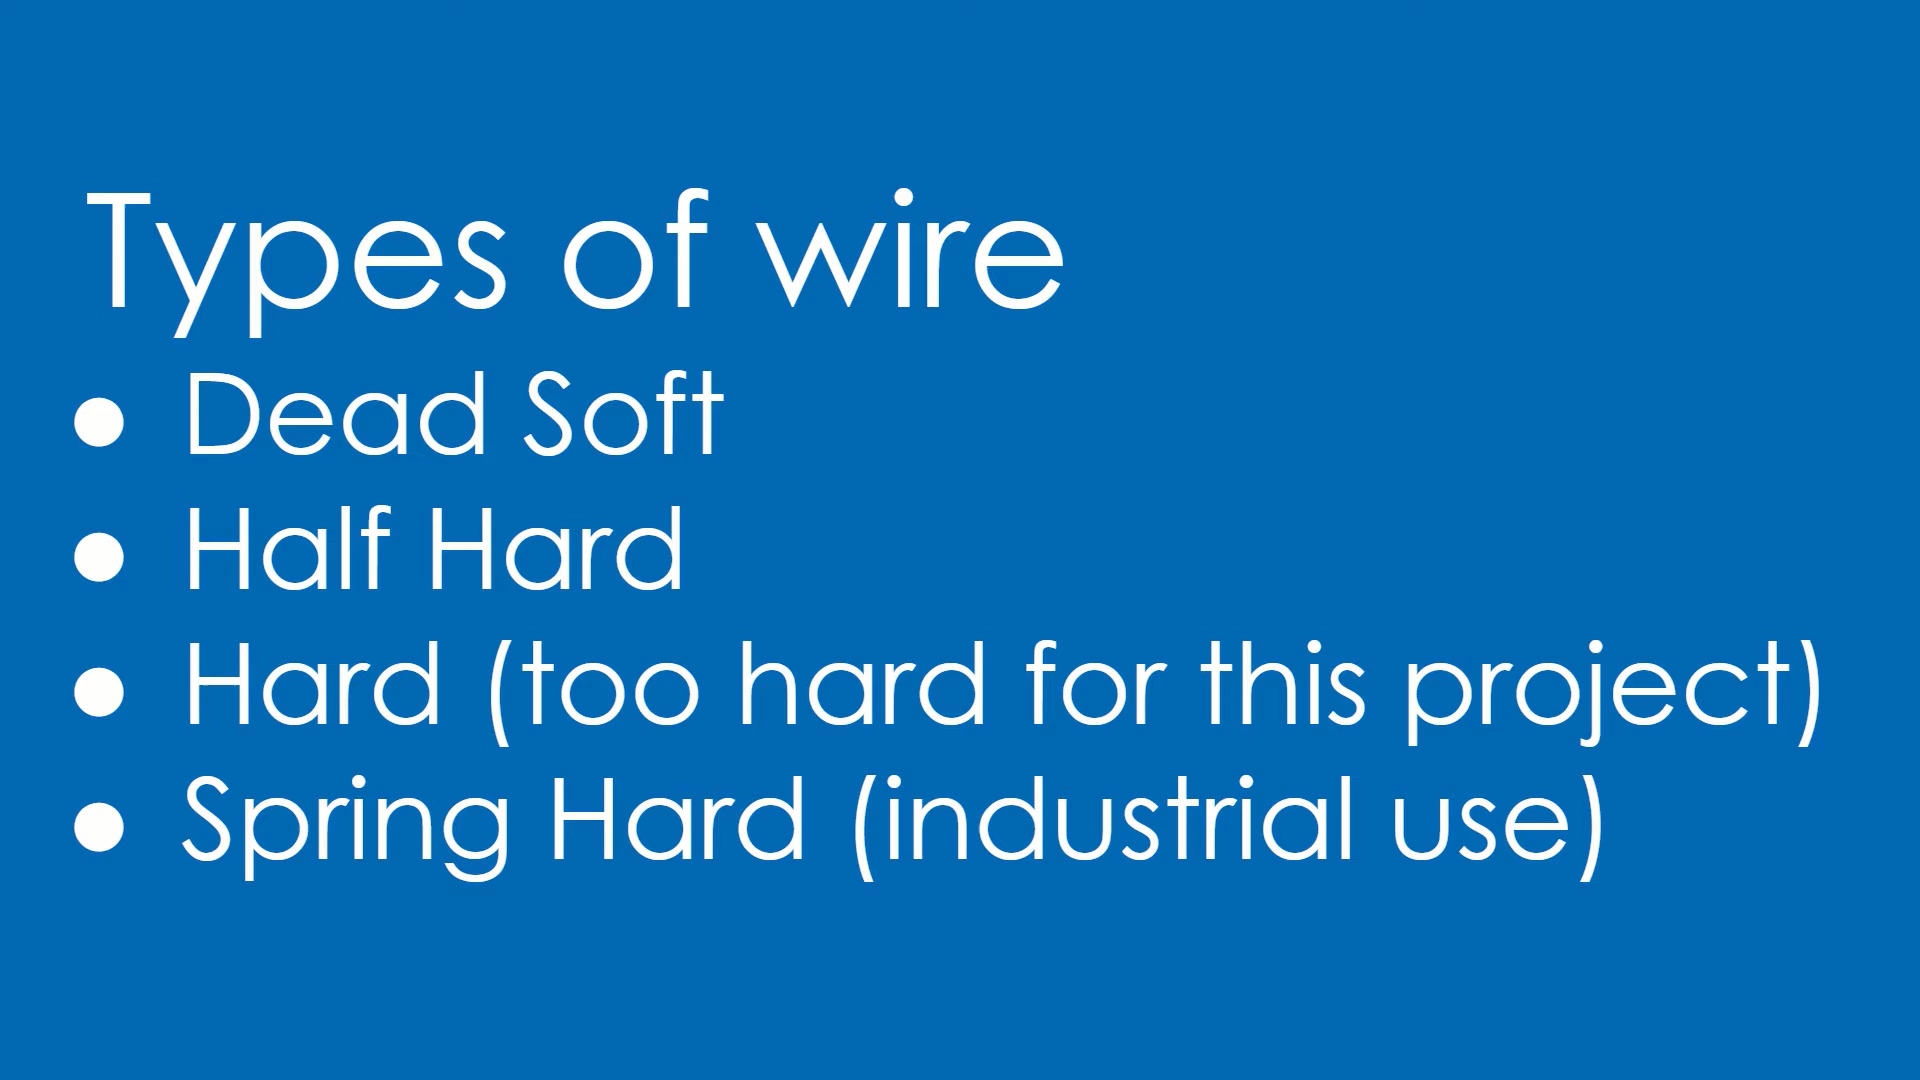 Types of wire
● Dead Soft
● Half Hard
● Hard (too hard for this project)
● Spring Hard (industrial use)